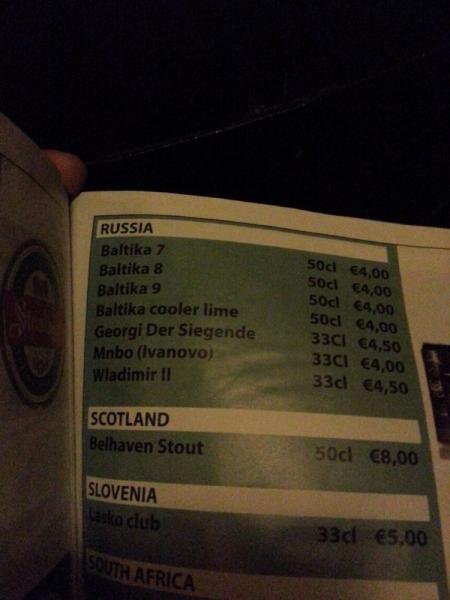 RUSSIA
Baltika 7 50cl €4,00
Baltika 8 50cl €4,00
Baltika 9 50cl €4,00
Baltika cooler lime 50cl €4,00
Georgi Der Siegende 33Cl €4,50
Mnbo (Ivanovo) 33Cl €4,00
Wladimir II 33cl €4,50
SCOTLAND
Belhaven Stout 50cl €8,00
SLOVENIA
Lasko club 33cl €5,00
SOUTH AFRICA